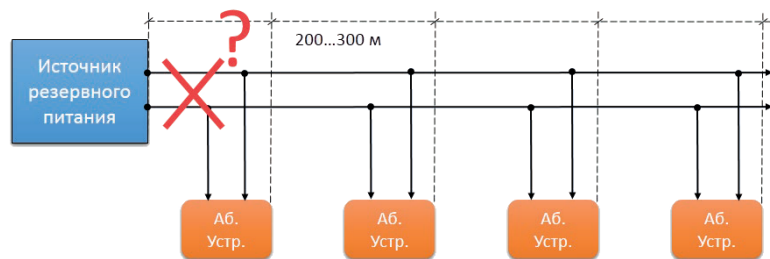 ?
200...300 м
Источник
резервного
питания
Аб.
Устр.
Аб.
Устр.
Аб.
Устр.
Аб.
Устр.